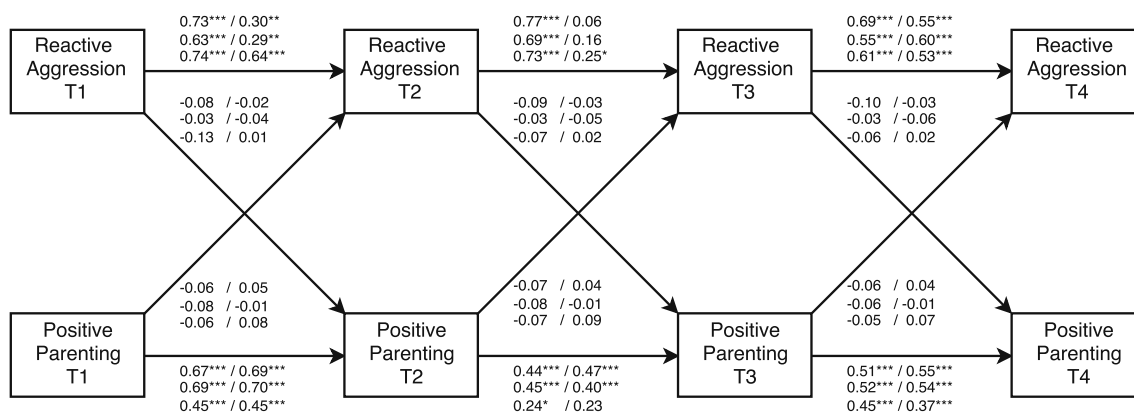 0.73*** / 0.30**
0.63*** / 0.29**
0.74*** / 0.64***
0.77*** / 0.06
0.69*** / 0.16
0.73*** / 0.25*
0.69*** / 0.55***
0.55*** / 0.60***
0.61*** / 0.53***
Reactive
Aggression
T1
Reactive
Aggression
T2
Reactive
Aggression
T3
Reactive
Aggression
T4
-0.08 / -0.02
-0.03 / -0.04
-0.13 / 0.01
-0.09 / -0.03
-0.03 / -0.05
-0.07 / 0.02
-0.10 / -0.03
-0.03 / -0.06
-0.06 / 0.02
-0.06 / 0.05
-0.08 / -0.01
-0.06 / 0.08
-0.07 / 0.04
-0.08 / -0.01
-0.07 / 0.09
-0.06 / 0.04
-0.06 / -0.01
-0.05 / 0.07
Positive
Parenting
T1
Positive
Parenting
T2
Positive
Parenting
T3
Positive
Parenting
T4
0.67*** / 0.69***
0.69*** / 0.70***
0.45*** / 0.45***
0.44*** / 0.47***
0.45*** / 0.40***
0.24* / 0.23
0.51*** / 0.55***
0.52*** / 0.54***
0.45*** / 0.37***